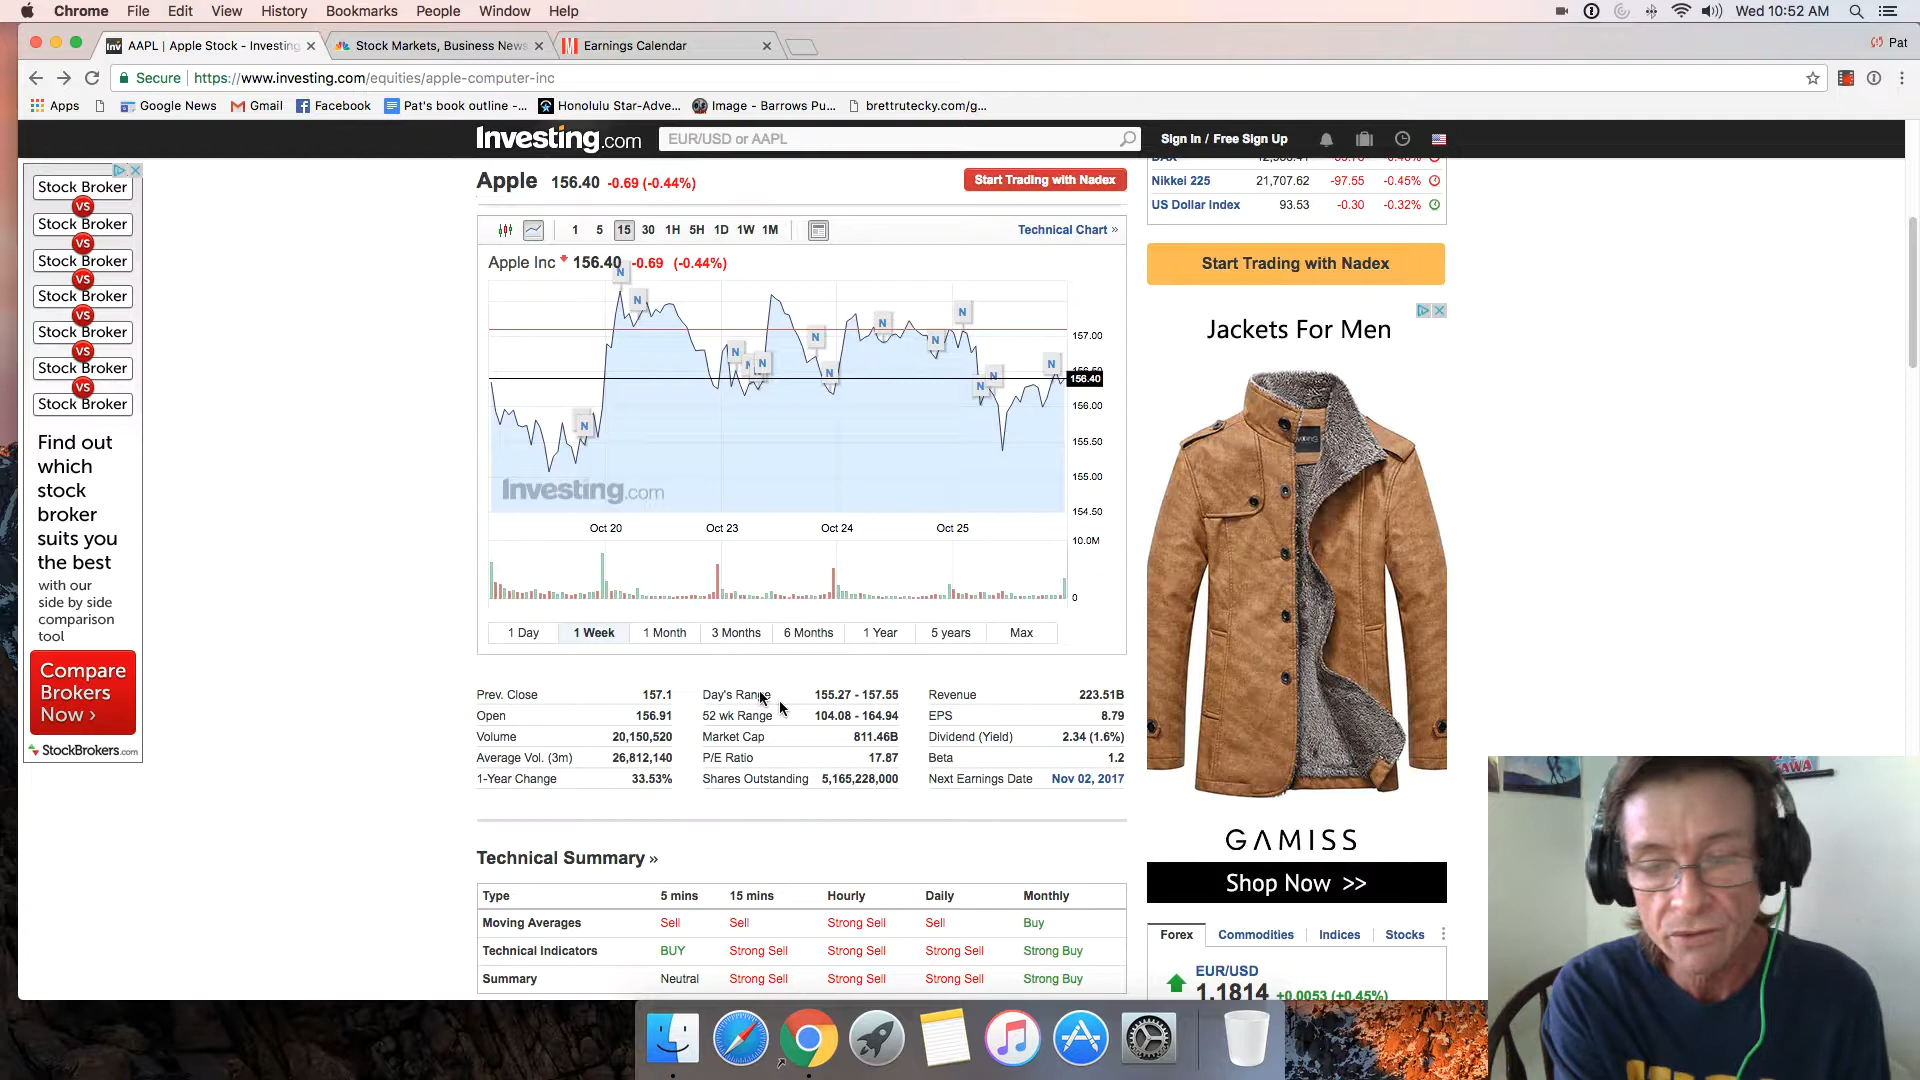 Chrome File Edit View History Bookmarks People Window Help
Wed 10:52 AM
AAPL | Apple Stock - Investing
Stock Markets, Business News
Earnings Calendar
Pat
Secure
https://www.investing.com/equities/apple-computer-inc
Apps
Google News
Gmail
Facebook
Pat's book outline -...
Honolulu Star-Adve...
Image - Barrows Pu...
brettrutecky.com/g...
Investing.com
EUR/USD or AAPL
Sign In / Free Sign Up
Stock Broker
VS
Stock Broker
VS
Stock Broker
VS
Stock Broker
VS
Stock Broker
VS
Stock Broker
VS
Stock Broker
Find out
which
stock
broker
suits you
the best
with our
side by side
comparison
tool
Compare
Brokers
Now ›
StockBrokers.com
Apple 156.40 -0.69 (-0.44%)
Start Trading with Nadex
1 5 15 30 1H 5H 1D 1W 1M
Technical Chart »
Apple Inc 156.40 -0.69 (-0.44%)
N
N
N
N
N
N
N
N
N
N
N
N
N
N
157.00
156.40
156.00
155.50
155.00
154.50
Investing.com
Oct 20 Oct 23 Oct 24 Oct 25
10.0M
0
1 Day 1 Week 1 Month 3 Months 6 Months 1 Year 5 years Max
Prev. Close 157.1 Day's Range 155.27 - 157.55 Revenue 223.51B
Open 156.91 52 wk Range 104.08 - 164.94 EPS 8.79
Volume 20,150,520 Market Cap 811.46B Dividend (Yield) 2.34 (1.6%)
Average Vol. (3m) 26,812,140 P/E Ratio 17.87 Beta 1.2
1-Year Change 33.53% Shares Outstanding 5,165,228,000 Next Earnings Date Nov 02, 2017
Technical Summary »
Type 5 mins 15 mins Hourly Daily Monthly
Moving Averages Sell Sell Strong Sell Sell Buy
Technical Indicators BUY Strong Sell Strong Sell Strong Sell Strong Buy
Summary Neutral Strong Sell Strong Sell Strong Sell Strong Buy
Nikkei 225 21,707.62 -97.55 -0.45%
US Dollar Index 93.53 -0.30 -0.32%
Start Trading with Nadex
Jackets For Men
GAMISS
Shop Now >>
Forex Commodities Indices Stocks
EUR/USD
1.1814 +0.0053 (+0.45%)